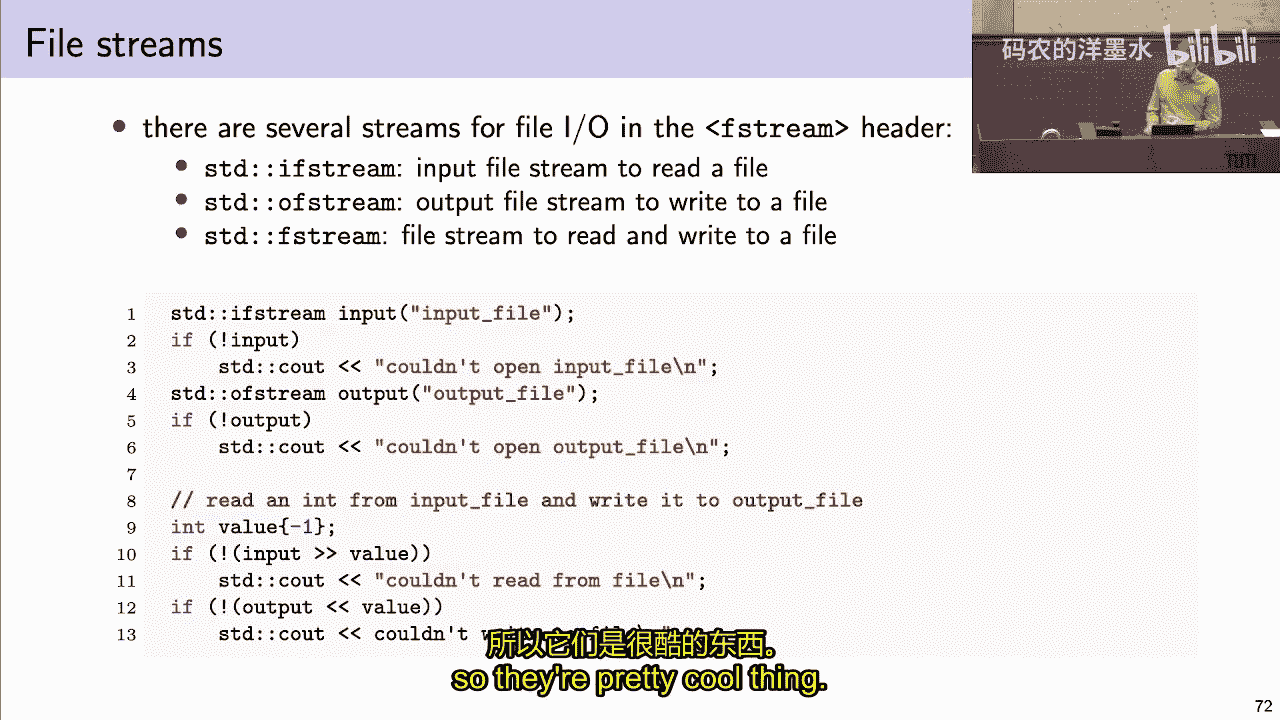 File streams
码农的洋墨水 bilibili
TUM
• there are several streams for file I/O in the <fstream> header:
• std::ifstream: input file stream to read a file
• std::ofstream: output file stream to write to a file
• std::fstream: file stream to read and write to a file
1 std::ifstream input("input_file");
2 if (!input)
3 std::cout << "couldn't open input_file\n";
4 std::ofstream output("output_file");
5 if (!output)
6 std::cout << "couldn't open output_file\n";
7
8 // read an int from input_file and write it to output_file
9 int value{-1};
10 if (!(input >> value))
11 std::cout << "couldn't read from file\n";
12 if (!(output << value))
13 std::cout << couldn't
所以它们是很酷的东西。
so they're pretty cool thing.
72